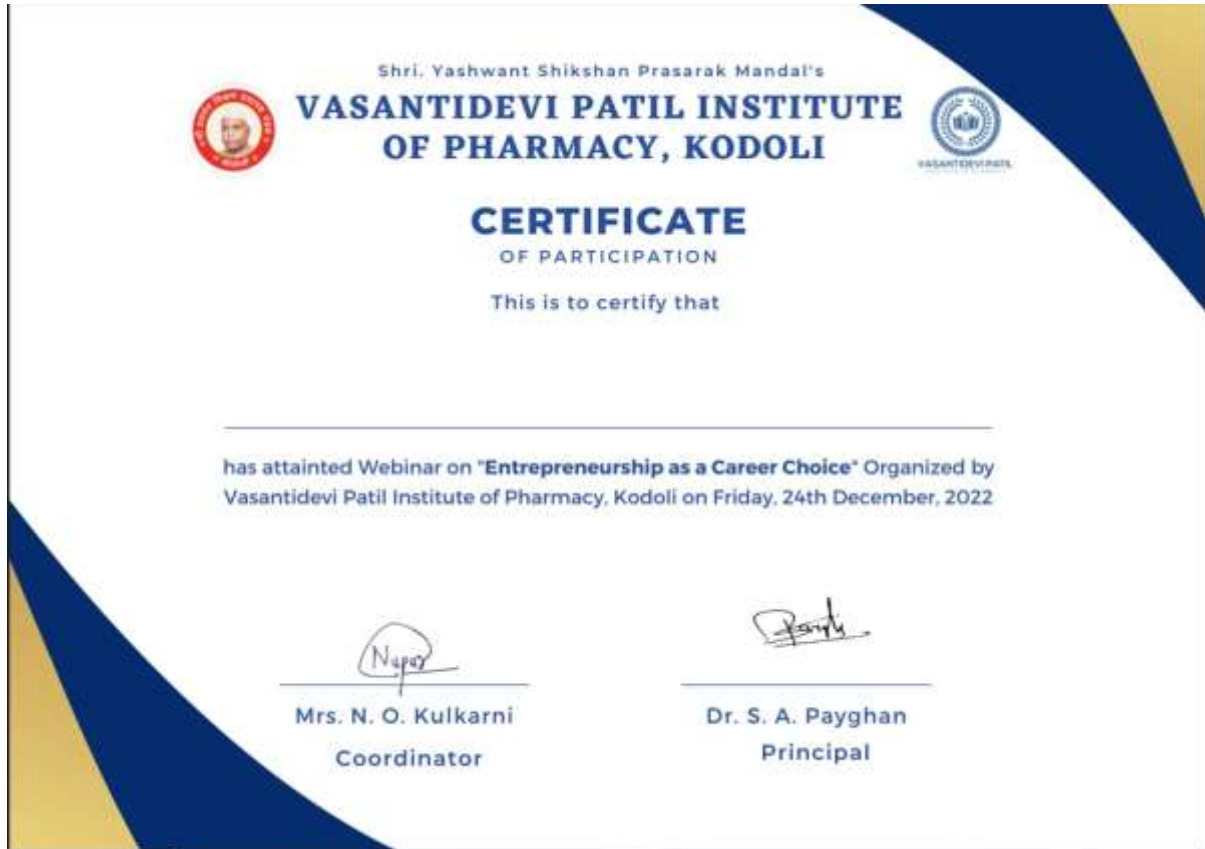 Shri. Yashwant Shikshan Prasarak Mandal's
VASANTIDEVI PATIL INSTITUTE
OF PHARMACY, KODOLI
VASANTIDEVI PATIL
CERTIFICATE
OF PARTICIPATION
This is to certify that
has attainted Webinar on "Entrepreneurship as a Career Choice" Organized by
Vasantidevi Patil Institute of Pharmacy, Kodoli on Friday, 24th December, 2022
Mrs. N. O. Kulkarni
Coordinator
Dr. S. A. Payghan
Principal